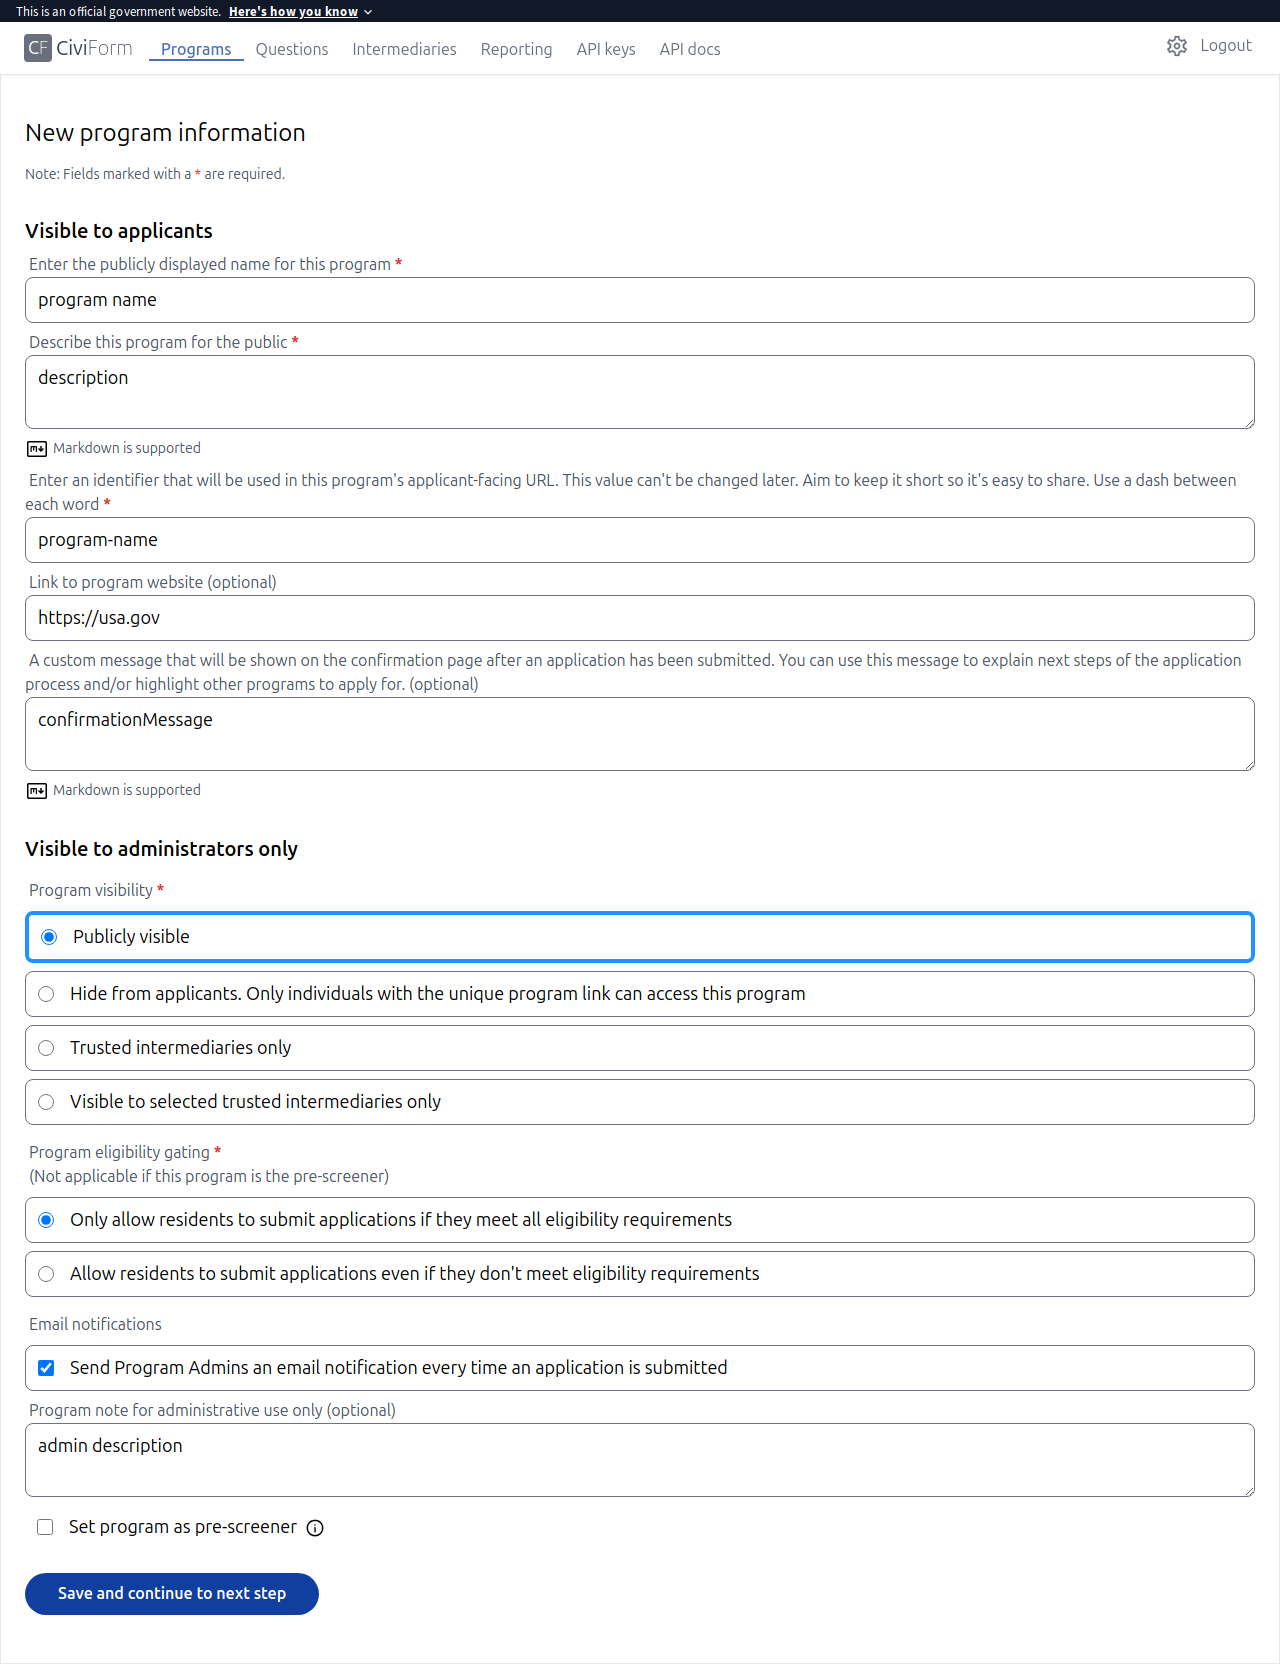 This is an official government website. Here's how you know
CF CiviForm Programs Questions Intermediaries Reporting API keys API docs Logout
New program information
Note: Fields marked with a * are required.
Visible to applicants
Enter the publicly displayed name for this program *
program name
Describe this program for the public *
description
Markdown is supported
Enter an identifier that will be used in this program's applicant-facing URL. This value can't be changed later. Aim to keep it short so it's easy to share. Use a dash between
each word *
program-name
Link to program website (optional)
https://usa.gov
A custom message that will be shown on the confirmation page after an application has been submitted. You can use this message to explain next steps of the application
process and/or highlight other programs to apply for. (optional)
confirmationMessage
Markdown is supported
Visible to administrators only
Program visibility *
Publicly visible
Hide from applicants. Only individuals with the unique program link can access this program
Trusted intermediaries only
Visible to selected trusted intermediaries only
Program eligibility gating *
(Not applicable if this program is the pre-screener)
Only allow residents to submit applications if they meet all eligibility requirements
Allow residents to submit applications even if they don't meet eligibility requirements
Email notifications
Send Program Admins an email notification every time an application is submitted
Program note for administrative use only (optional)
admin description
Set program as pre-screener
Save and continue to next step